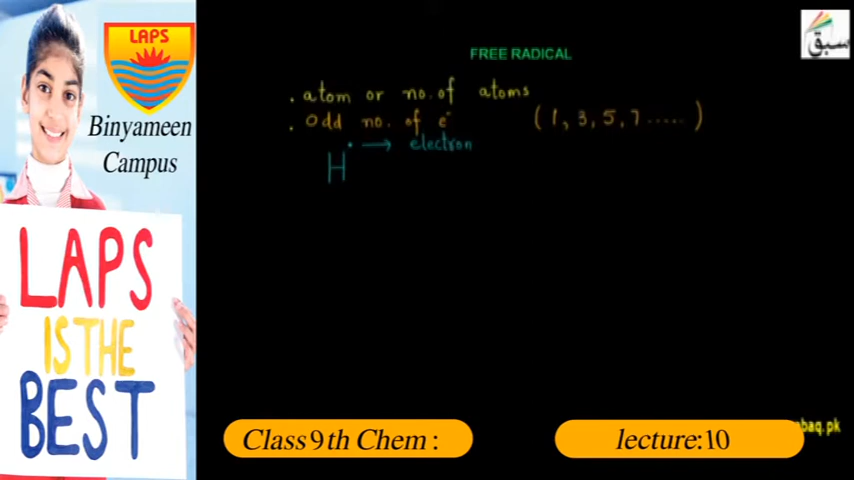 LAPS
Binyameen
Campus
LAPS
IS THE
BEST
سبق
FREE RADICAL
. atom or no. of atoms
. Odd no. of e⁻ (1, 3, 5, 7 .....)
H˙ → electron
Class 9th Chem :
lecture:10
baq.pk